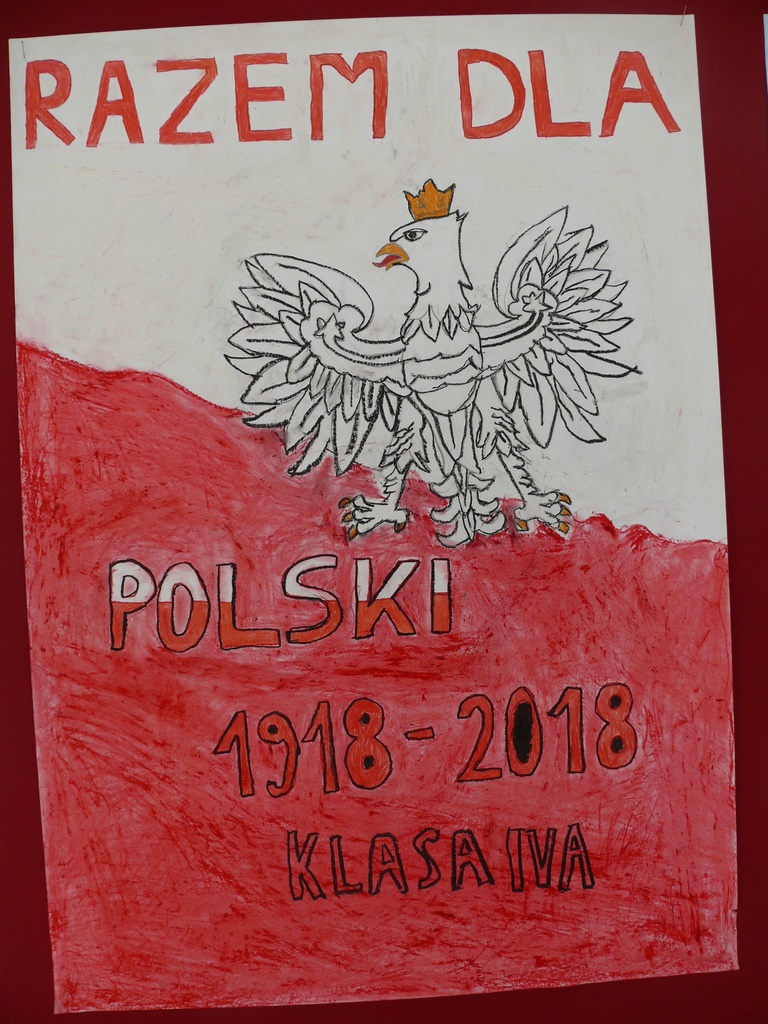 RAZEM DLA
POLSKI
1918-2018
KLASA IVA